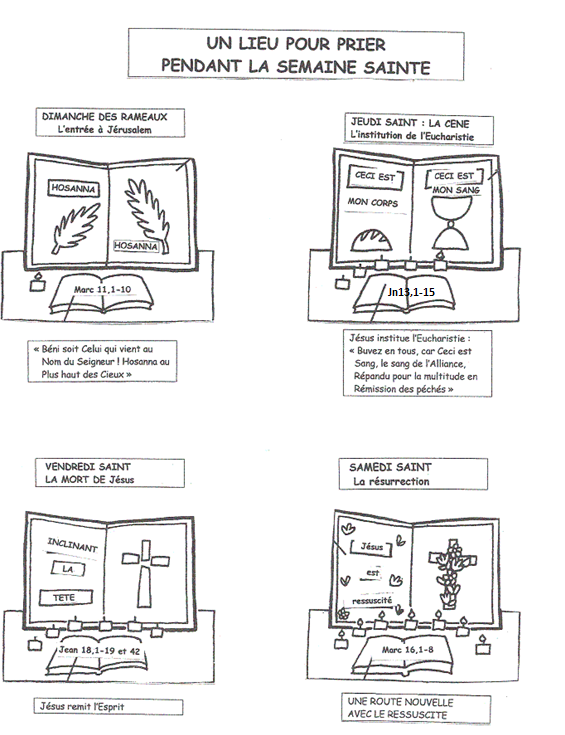 UN LIEU POUR PRIER
PENDANT LA SEMAINE SAINTE
DIMANCHE DES RAMEAUX
L'entrée à Jérusalem
HOSANNA
HOSANNA
Marc 11,1-10
« Béni soit Celui qui vient au
Nom du Seigneur ! Hosanna au
Plus haut des Cieux »
JEUDI SAINT : LA CENE
L'institution de l'Eucharistie
CECI EST
MON CORPS
CECI EST
MON SANG
Jn13,1-15
Jésus institue l'Eucharistie :
« Buvez en tous, car Ceci est
Sang, le sang de l'Alliance,
Répandu pour la multitude en
Rémission des péchés »
VENDREDI SAINT
LA MORT DE Jésus
INCLINANT
LA
TETE
Jean 18,1-19 et 42
Jésus remit l'Esprit
SAMEDI SAINT
La résurrection
Jésus
est
ressuscité
Marc 16,1-8
UNE ROUTE NOUVELLE
AVEC LE RESSUSCITE